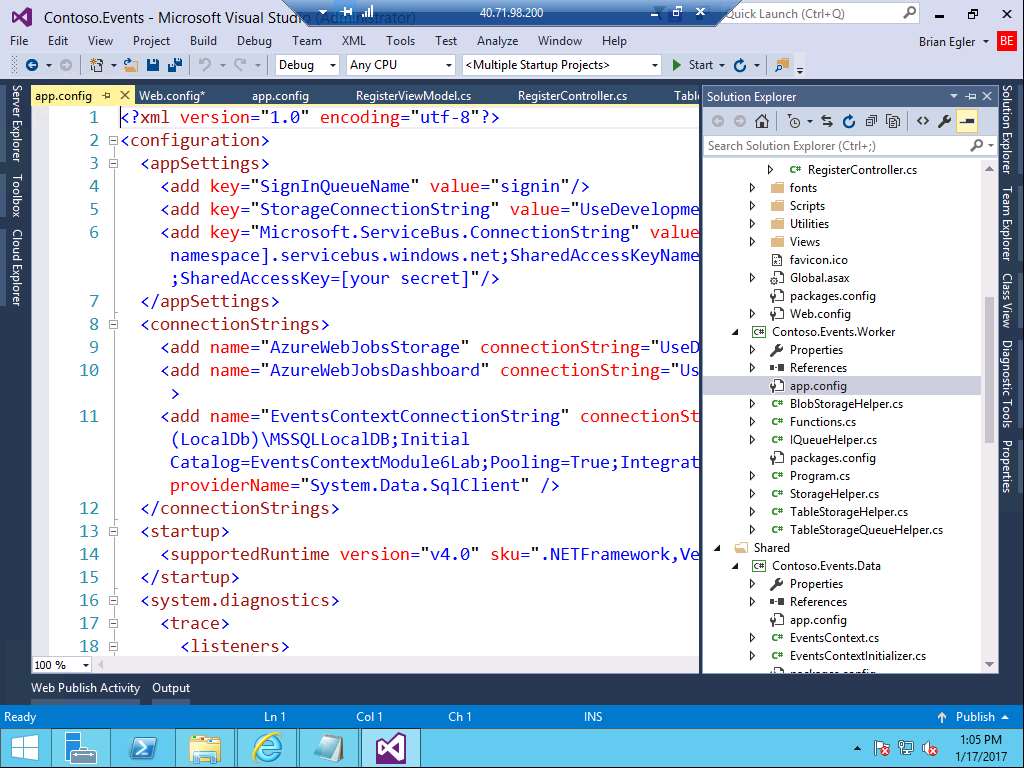 Contoso.Events - Microsoft Visual Studio (Administrator)
40.71.98.200
Quick Launch (Ctrl+Q)
File Edit View Project Build Debug Team XML Tools Test Analyze Window Help
Brian Egler BE
Debug Any CPU <Multiple Startup Projects> Start
app.config Web.config* app.config RegisterViewModel.cs RegisterController.cs Table
Server Explorer
Toolbox
Cloud Explorer
1 <?xml version="1.0" encoding="utf-8"?>
2 <configuration>
3 <appSettings>
4 <add key="SignInQueueName" value="signin"/>
5 <add key="StorageConnectionString" value="UseDevelopme
6 <add key="Microsoft.ServiceBus.ConnectionString" value
namespace].servicebus.windows.net;SharedAccessKeyName
;SharedAccessKey=[your secret]"/>
7 </appSettings>
8 <connectionStrings>
9 <add name="AzureWebJobsStorage" connectionString="UseD
10 <add name="AzureWebJobsDashboard" connectionString="Us
>
11 <add name="EventsContextConnectionString" connectionSt
(LocalDb)\MSSQLLocalDB;Initial
Catalog=EventsContextModule6Lab;Pooling=True;Integrat
providerName="System.Data.SqlClient" />
12 </connectionStrings>
13 <startup>
14 <supportedRuntime version="v4.0" sku=".NETFramework,Ve
15 </startup>
16 <system.diagnostics>
17 <trace>
18 <listeners>
100 %
Solution Explorer
Search Solution Explorer (Ctrl+;)
C# RegisterController.cs
fonts
Scripts
Utilities
Views
favicon.ico
Global.asax
packages.config
Web.config
C# Contoso.Events.Worker
Properties
References
app.config
C# BlobStorageHelper.cs
C# Functions.cs
C# IQueueHelper.cs
packages.config
C# Program.cs
C# StorageHelper.cs
C# TableStorageHelper.cs
C# TableStorageQueueHelper.cs
Shared
C# Contoso.Events.Data
Properties
References
app.config
C# EventsContext.cs
C# EventsContextInitializer.cs
packages.config
Solution Explorer
Team Explorer
Class View
Diagnostic Tools
Properties
Web Publish Activity Output
Ready Ln 1 Col 1 Ch 1 INS Publish
1:05 PM
1/17/2017